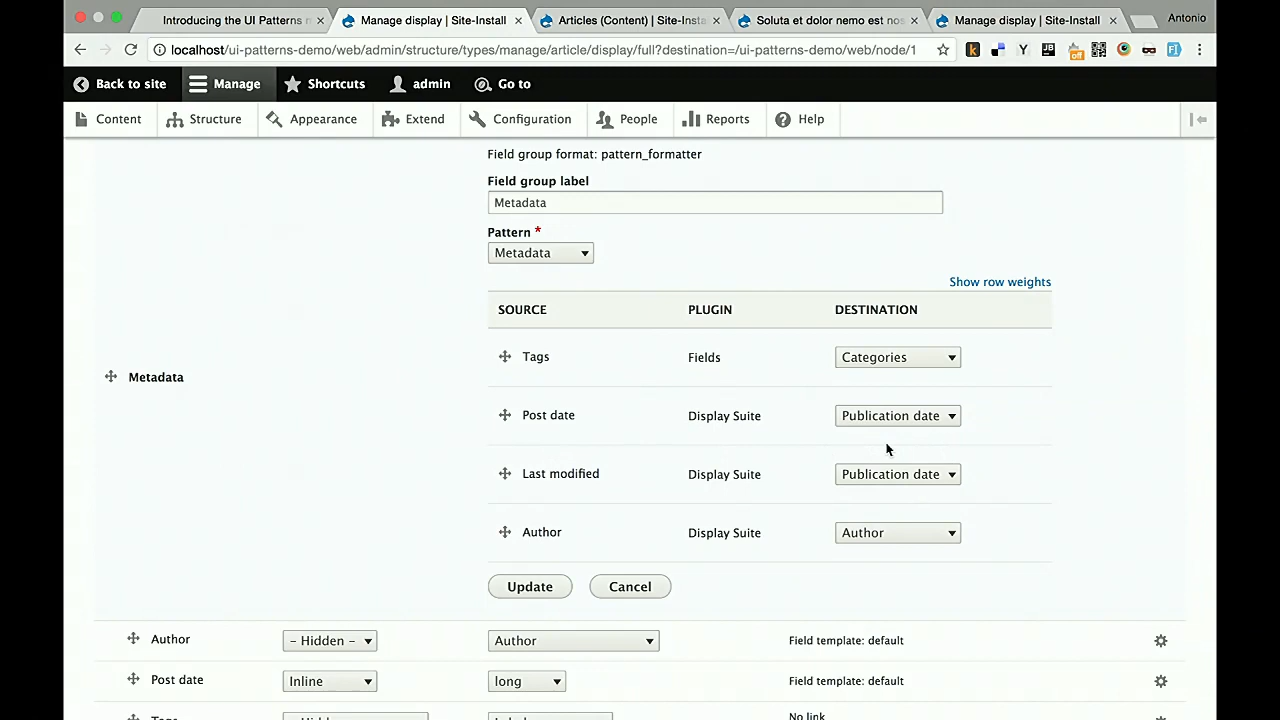 Introducing the UI Patterns m
Manage display | Site-Install
Articles (Content) | Site-Insta
Soluta et dolor nemo est nos
Manage display | Site-Install
Antonio
localhost/ui-patterns-demo/web/admin/structure/types/manage/article/display/full?destination=/ui-patterns-demo/web/node/1
Back to site
Manage
Shortcuts
admin
Go to
Content
Structure
Appearance
Extend
Configuration
People
Reports
Help
Field group format: pattern_formatter
Field group label
Metadata
Pattern *
Metadata
Show row weights
SOURCE PLUGIN DESTINATION
Tags Fields Categories
Metadata
Post date Display Suite Publication date
Last modified Display Suite Publication date
Author Display Suite Author
Update Cancel
Author - Hidden - Author Field template: default
Post date Inline long Field template: default
No link